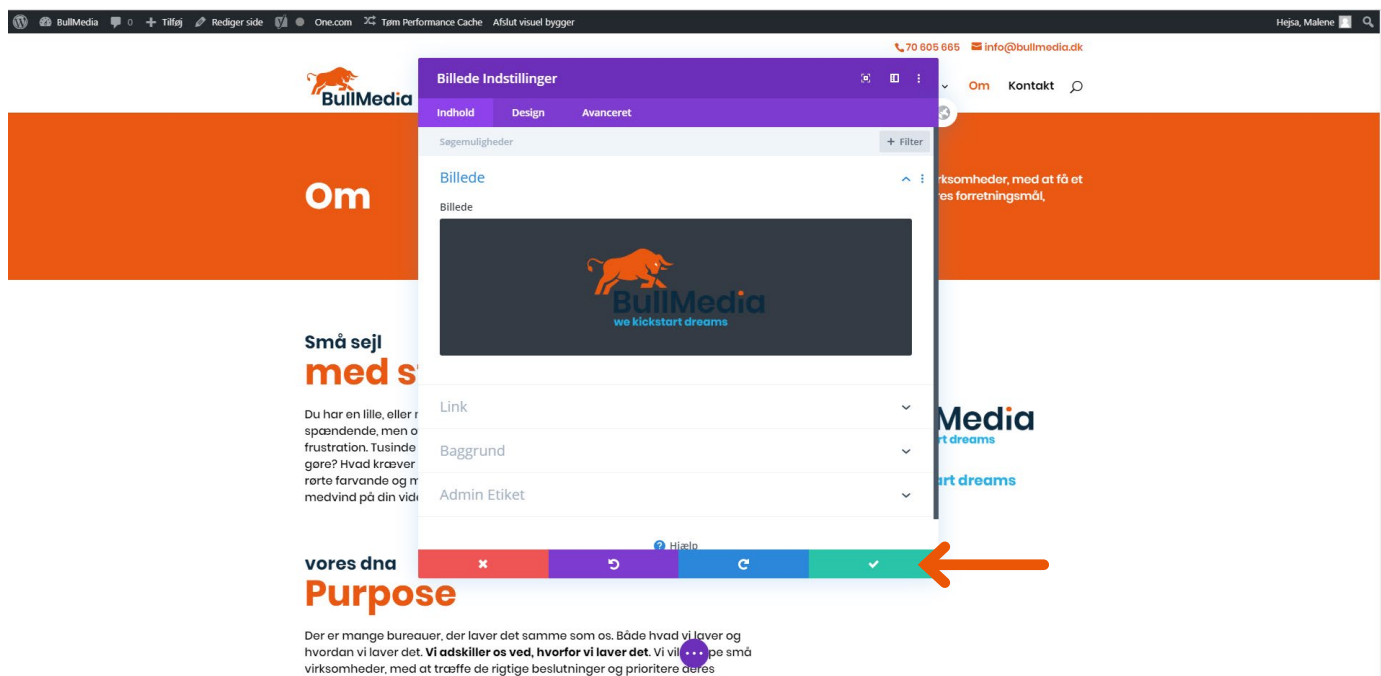 BullMedia 0 Tilføj Rediger side One.com Tøm Performance Cache Afslut visuel bygger Hejsa, Malene
70 605 665 info@bullmedia.dk
BullMedia
Om Kontakt
Billede Indstillinger
Indhold Design Avanceret
Søgemuligheder + Filter
Om
rksomheder, med at få et
res forretningsmål,
Billede
Billede
BullMedia
we kickstart dreams
Små sejl
med s
Du har en lille, eller
spændende, men o
frustration. Tusinde
gøre? Hvad kræver
rørte farvande og m
medvind på din vid
Link
Baggrund
Admin Etiket
Hjælp
Media
rt dreams
art dreams
vores dna
Purpose
Der er mange bureauer, der laver det samme som os. Både hvad vi laver og
hvordan vi laver det. Vi adskiller os ved, hvorfor vi laver det. Vi vil pe små
virksomheder, med at træffe de rigtige beslutninger og prioritere deres